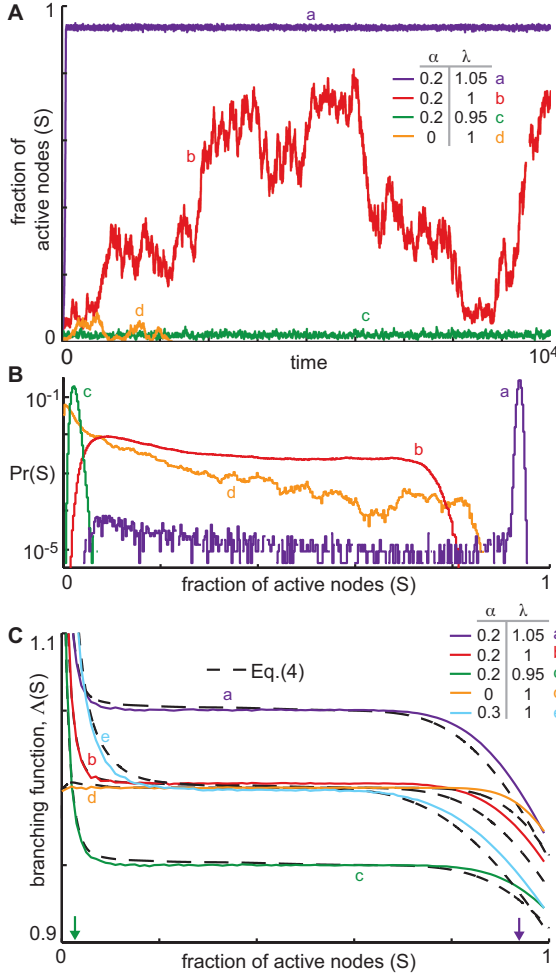 A
1
a
α λ
0.2 1.05 a
0.2 1 b
0.2 0.95 c
0 1 d
fraction of
active nodes (S)
b
d
c
0
0 time 10⁴
B
c
a
10⁻¹
b
Pr(S)
d
10⁻⁵
0 fraction of active nodes (S) 1
C
1.1
α λ
0.2 1.05 a
0.2 1 b
0.2 0.95 c
0 1 d
0.3 1 e
Eq.(4)
a
e
b
d
branching function, Λ(S)
c
0.9
0 fraction of active nodes (S) 1